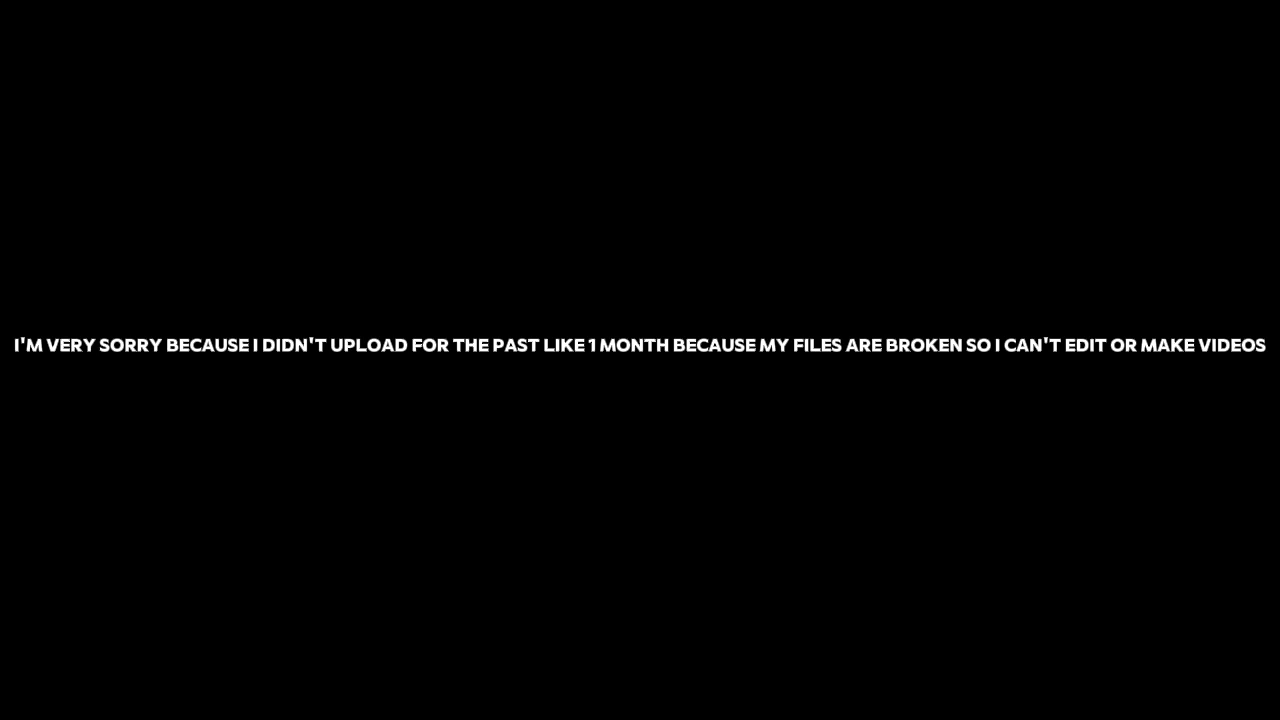 I'M VERY SORRY BECAUSE I DIDN'T UPLOAD FOR THE PAST LIKE 1 MONTH BECAUSE MY FILES ARE BROKEN SO I CAN'T EDIT OR MAKE VIDEOS